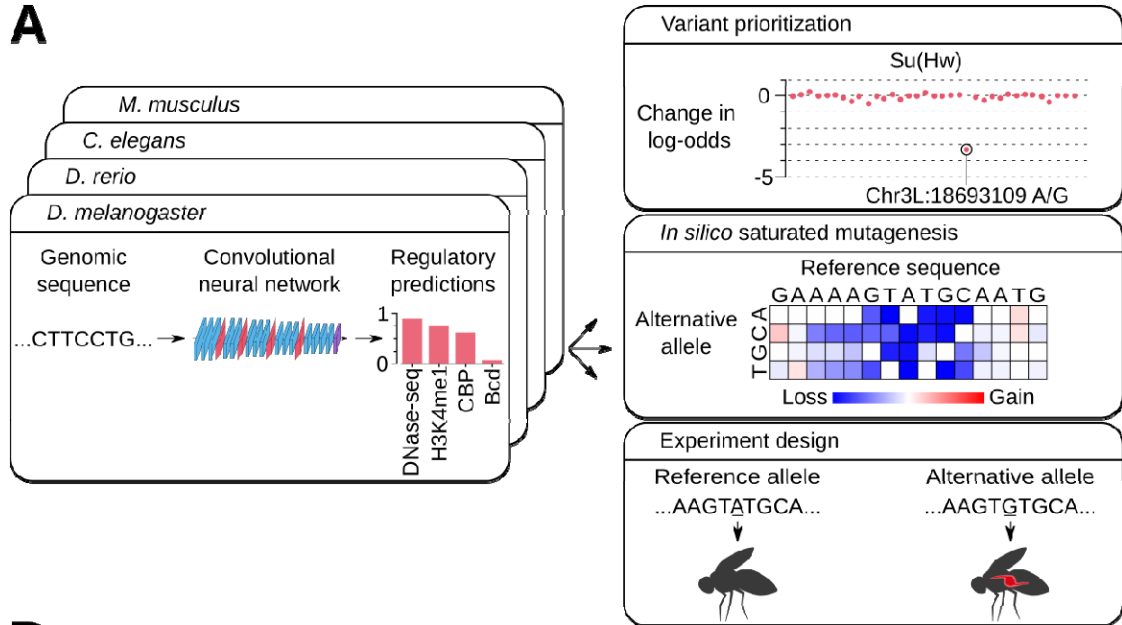 A
M. musculus
C. elegans
D. rerio
D. melanogaster
Genomic
sequence
Convolutional
neural network
Regulatory
predictions
...CTTCCTG...
1
0
DNase-seq
H3K4me1
CBP
Bcd
Variant prioritization
Su(Hw)
Change in
log-odds
0
-5
Chr3L:18693109 A/G
In silico saturated mutagenesis
Reference sequence
GAAAAGTATGCAATG
Alternative
allele
A
C
G
T
Loss
Gain
Experiment design
Reference allele
Alternative allele
...AAGTATGCA...
...AAGTGTGCA...